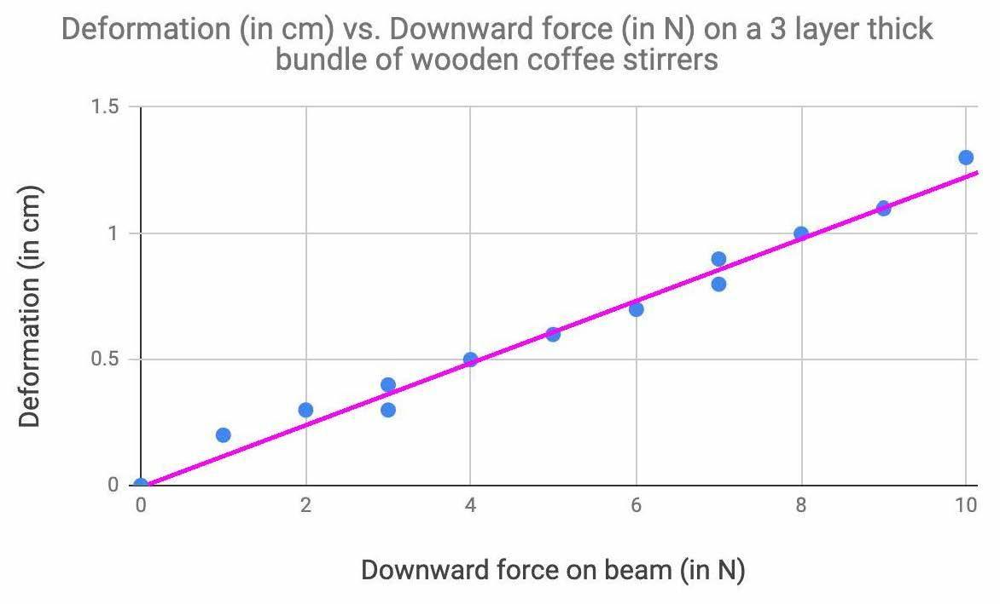 Deformation (in cm) vs. Downward force (in N) on a 3 layer thick
bundle of wooden coffee stirrers
1.5
1
0.5
0
Deformation (in cm)
0 2 4 6 8 10
Downward force on beam (in N)